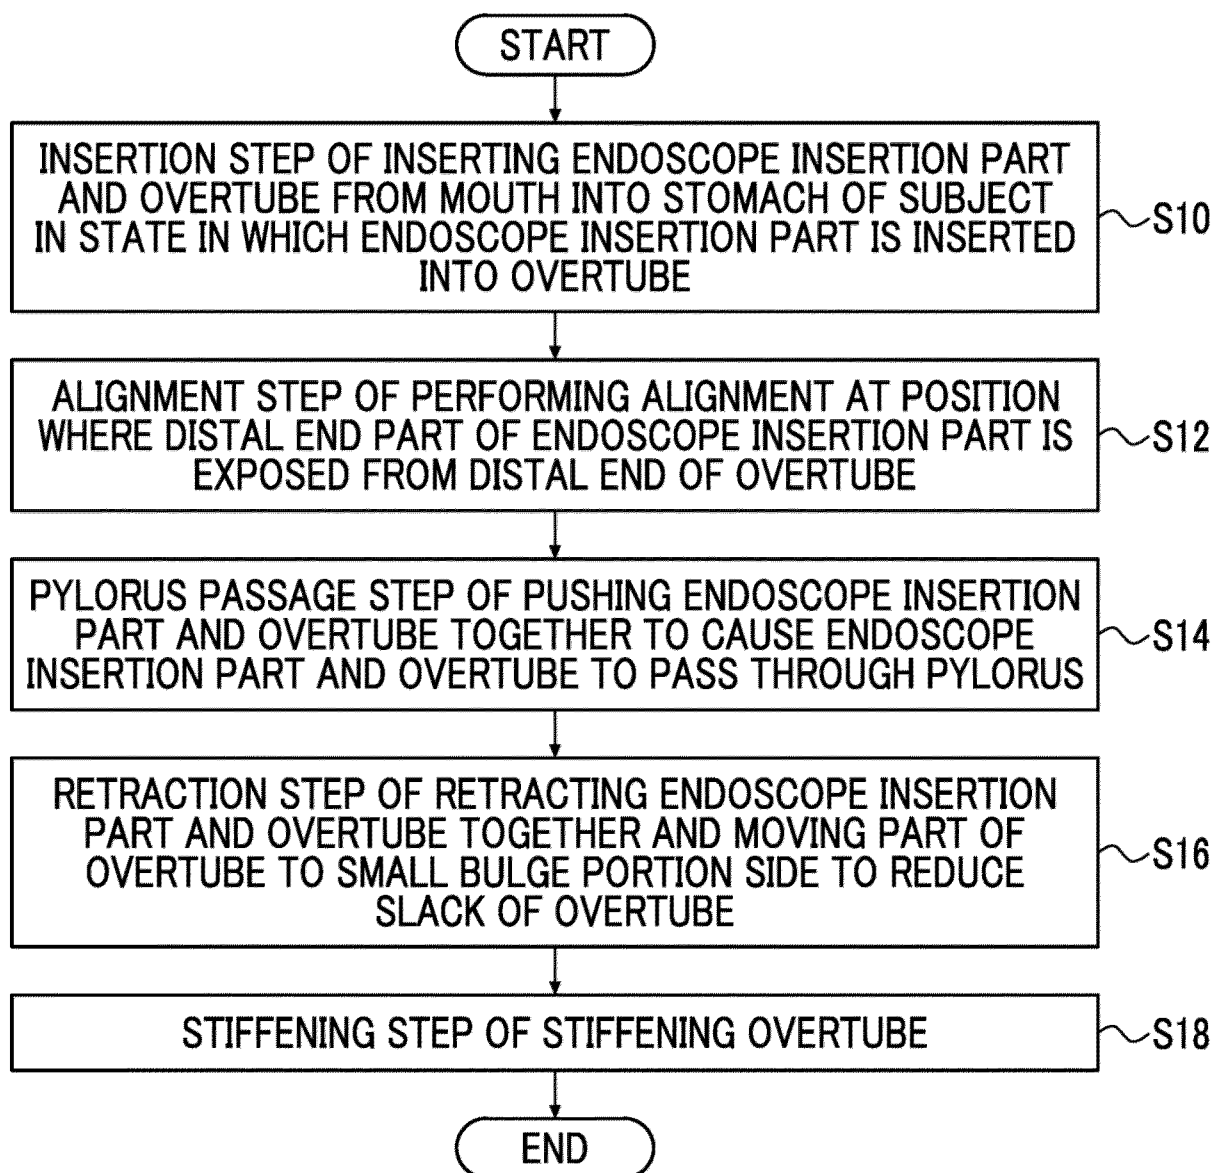 START
INSERTION STEP OF INSERTING ENDOSCOPE INSERTION PART
AND OVERTUBE FROM MOUTH INTO STOMACH OF SUBJECT
IN STATE IN WHICH ENDOSCOPE INSERTION PART IS INSERTED
INTO OVERTUBE
S10
ALIGNMENT STEP OF PERFORMING ALIGNMENT AT POSITION
WHERE DISTAL END PART OF ENDOSCOPE INSERTION PART IS
EXPOSED FROM DISTAL END OF OVERTUBE
S12
PYLORUS PASSAGE STEP OF PUSHING ENDOSCOPE INSERTION
PART AND OVERTUBE TOGETHER TO CAUSE ENDOSCOPE
INSERTION PART AND OVERTUBE TO PASS THROUGH PYLORUS
S14
RETRACTION STEP OF RETRACTING ENDOSCOPE INSERTION
PART AND OVERTUBE TOGETHER AND MOVING PART OF
OVERTUBE TO SMALL BULGE PORTION SIDE TO REDUCE
SLACK OF OVERTUBE
S16
STIFFENING STEP OF STIFFENING OVERTUBE
S18
END